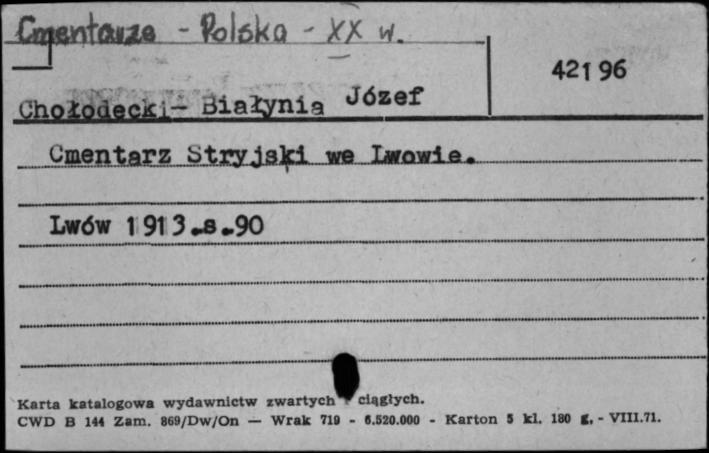 Cmentarze - Polska - XX w.
42196
Chołodecki- Białynia Józef
Cmentarz Stryjski we Lwowie.
Lwów 1913.s.90
Karta katalogowa wydawnictw zwartych i ciągłych.
CWD B 144 Zam. 869/Dw/On — Wrak 719 - 6.520.000 - Karton 5 kl. 180 g. - VIII.71.